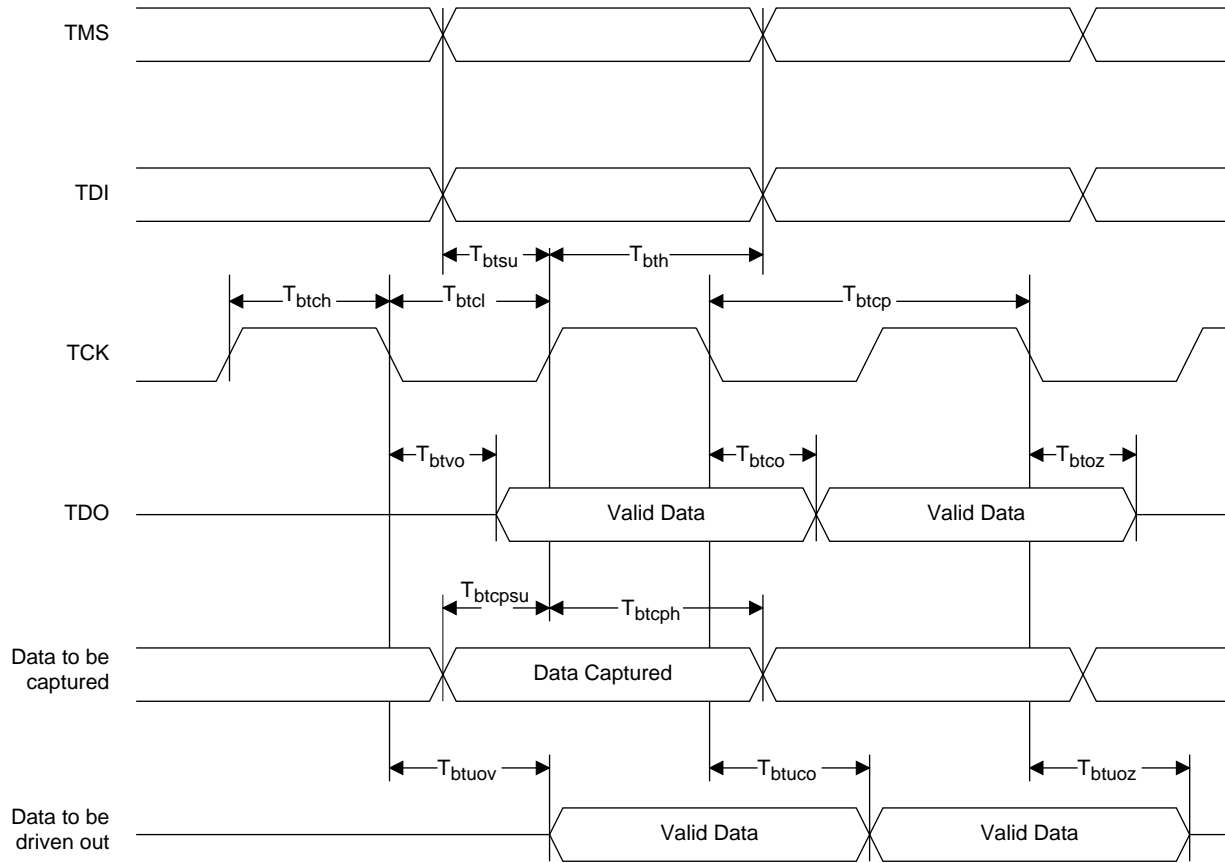 TMS
TDI
Tbtsu
Tbth
Tbtch
Tbtcl
Tbtcp
TCK
Tbtvo
Tbtco
Tbtoz
TDO
Valid Data
Valid Data
Tbtcpsu
Tbtcph
Data to be
captured
Data Captured
Tbtuov
Tbtuco
Tbtuoz
Data to be
driven out
Valid Data
Valid Data